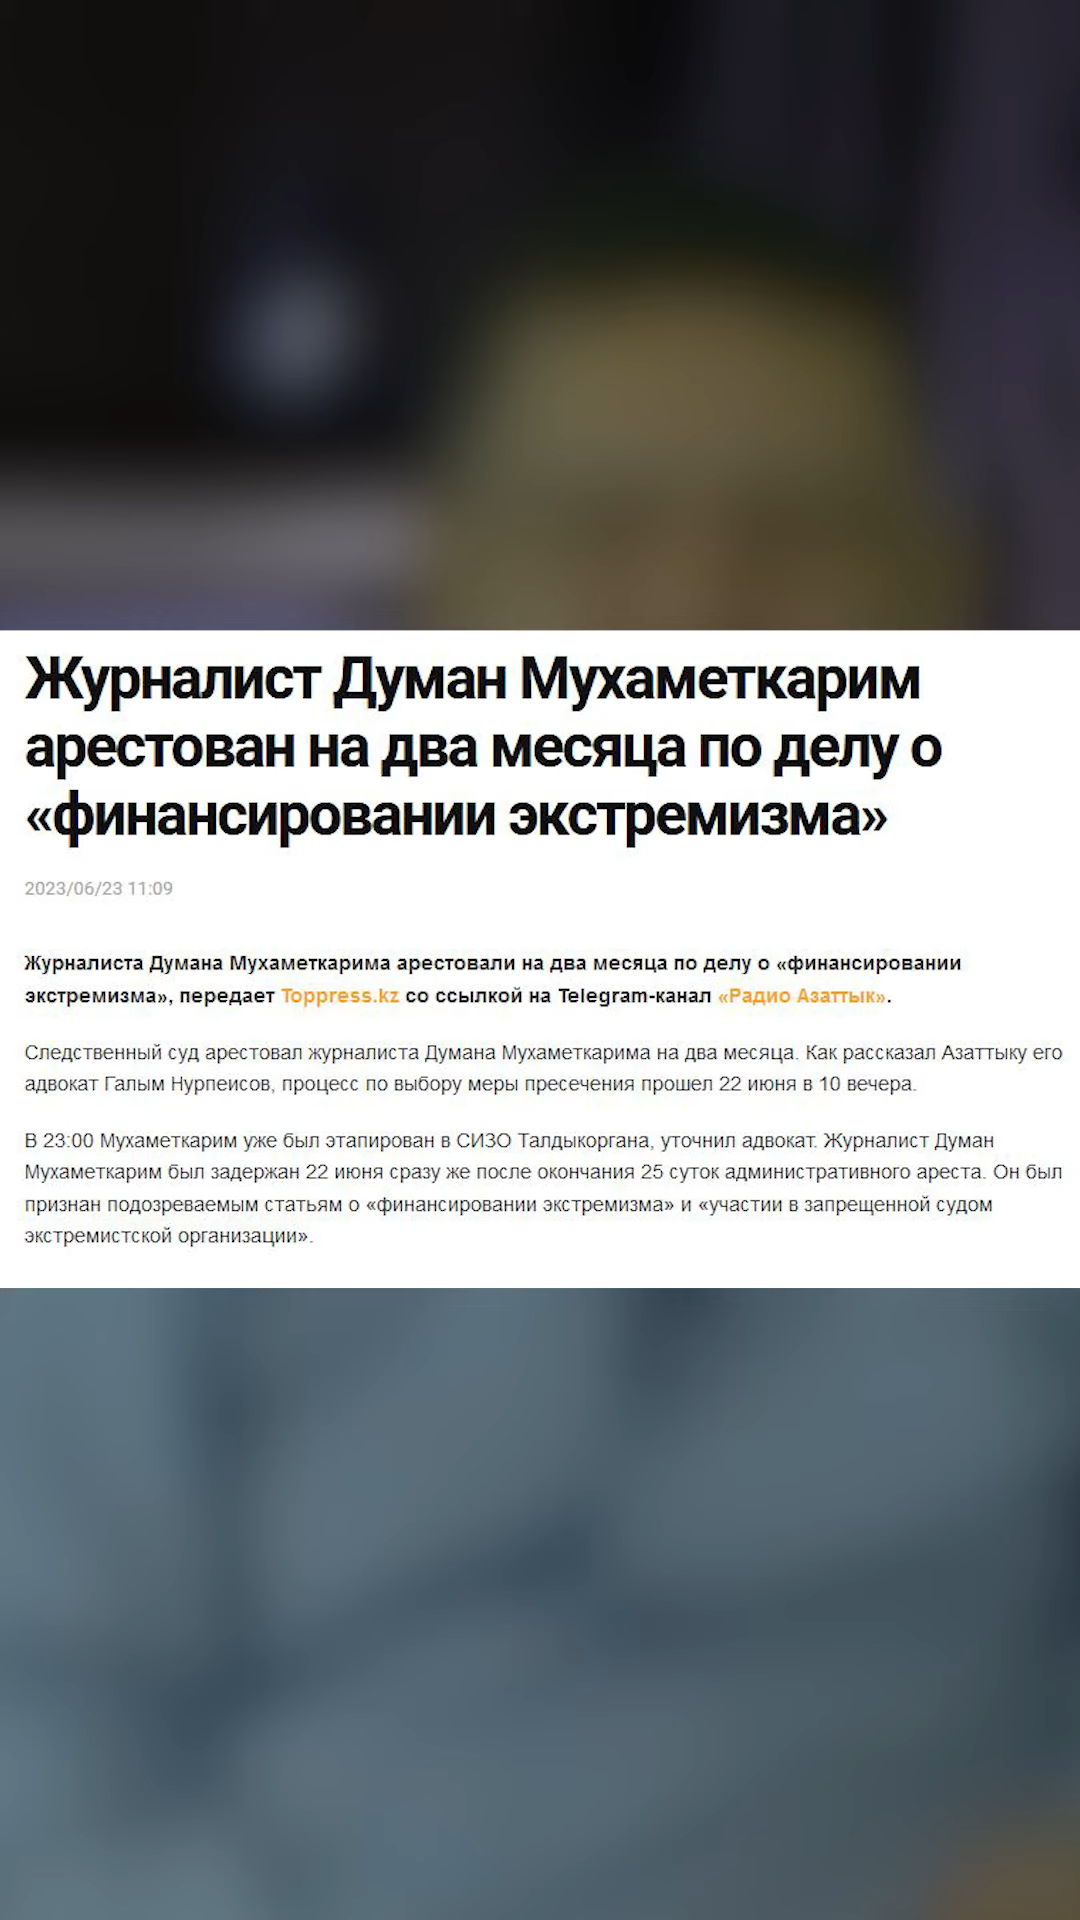 Журналист Думан Мухаметкарим
арестован на два месяца по делу о
«финансировании экстремизма»
2023/06/23 11:09
Журналиста Думана Мухаметкарима арестовали на два месяца по делу о «финансировании
экстремизма», передает Toppress.kz со ссылкой на Telegram-канал «Радио Азаттык».
Следственный суд арестовал журналиста Думана Мухаметкарима на два месяца. Как рассказал Азаттыку его
адвокат Галым Нурпеисов, процесс по выбору меры пресечения прошел 22 июня в 10 вечера.
В 23:00 Мухаметкарим уже был этапирован в СИЗО Талдыкоргана, уточнил адвокат. Журналист Думан
Мухаметкарим был задержан 22 июня сразу же после окончания 25 суток административного ареста. Он был
признан подозреваемым статьям о «финансировании экстремизма» и «участии в запрещенной судом
экстремистской организации».